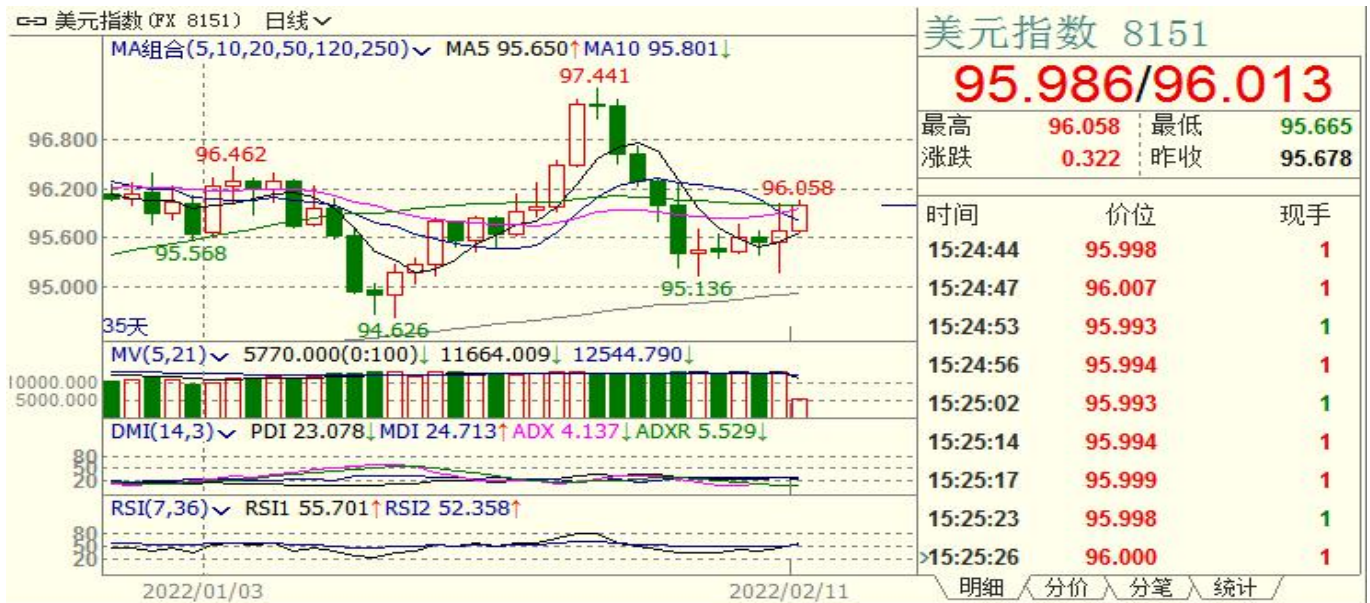 美元指数(FX 8151) 日线
MA组合(5,10,20,50,120,250) MA5 95.650↑MA10 95.801↓
97.441
96.800
96.462
96.200
96.058
95.600
95.568
95.000
95.136
94.626
35天
MV(5,21) 5770.000(0:100)↓ 11664.009↓ 12544.790↓
10000.000
5000.000
DMI(14,3) PDI 23.078↓MDI 24.713↑ADX 4.137↓ADXR 5.529↓
80
50
20
RSI(7,36) RSI1 55.701↑RSI2 52.358↑
80
50
20
2022/01/03 2022/02/11
美元指数 8151
95.986/96.013
最高 96.058 最低 95.665
涨跌 0.322 昨收 95.678
时间 价位 现手
15:24:44 95.998 1
15:24:47 96.007 1
15:24:53 95.993 1
15:24:56 95.994 1
15:25:02 95.993 1
15:25:14 95.994 1
15:25:17 95.999 1
15:25:23 95.998 1
>15:25:26 96.000 1
明细 分价 分笔 统计